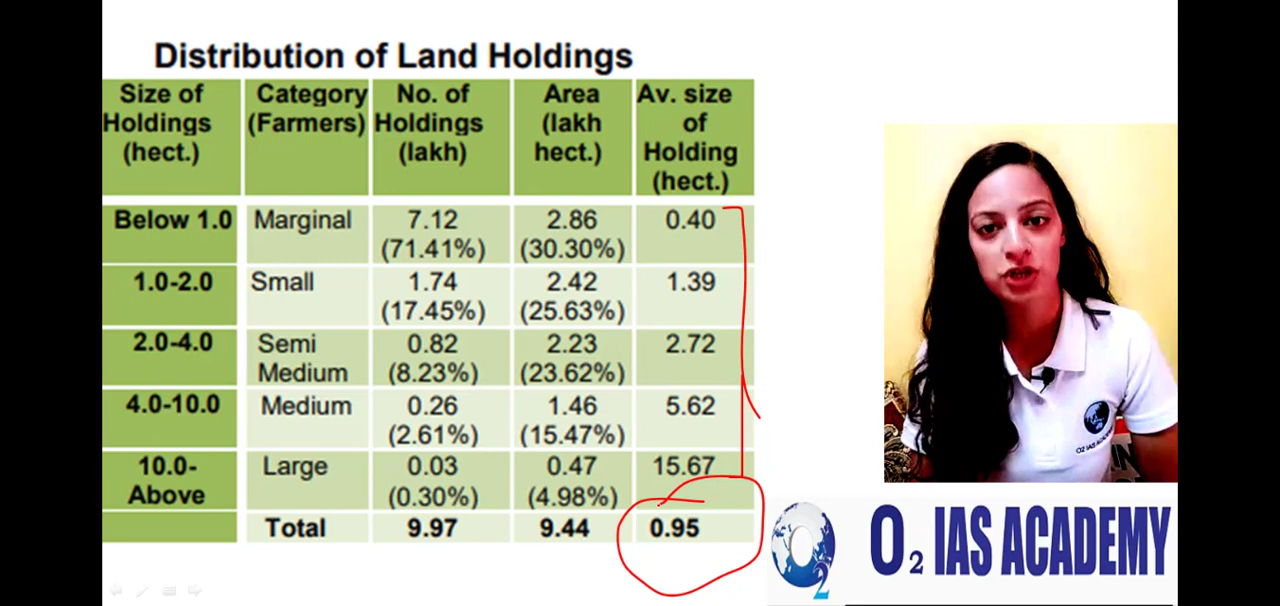 Distribution of Land Holdings
Size of Holdings (hect.) Category (Farmers) No. of Holdings (lakh) Area (lakh hect.) Av. size of Holding (hect.)
Below 1.0 Marginal 7.12 (71.41%) 2.86 (30.30%) 0.40
1.0-2.0 Small 1.74 (17.45%) 2.42 (25.63%) 1.39
2.0-4.0 Semi Medium 0.82 (8.23%) 2.23 (23.62%) 2.72
4.0-10.0 Medium 0.26 (2.61%) 1.46 (15.47%) 5.62
10.0-Above Large 0.03 (0.30%) 0.47 (4.98%) 15.67
Total 9.97 9.44 0.95
O2 IAS ACADEMY
2
O2 IAS ACADEMY